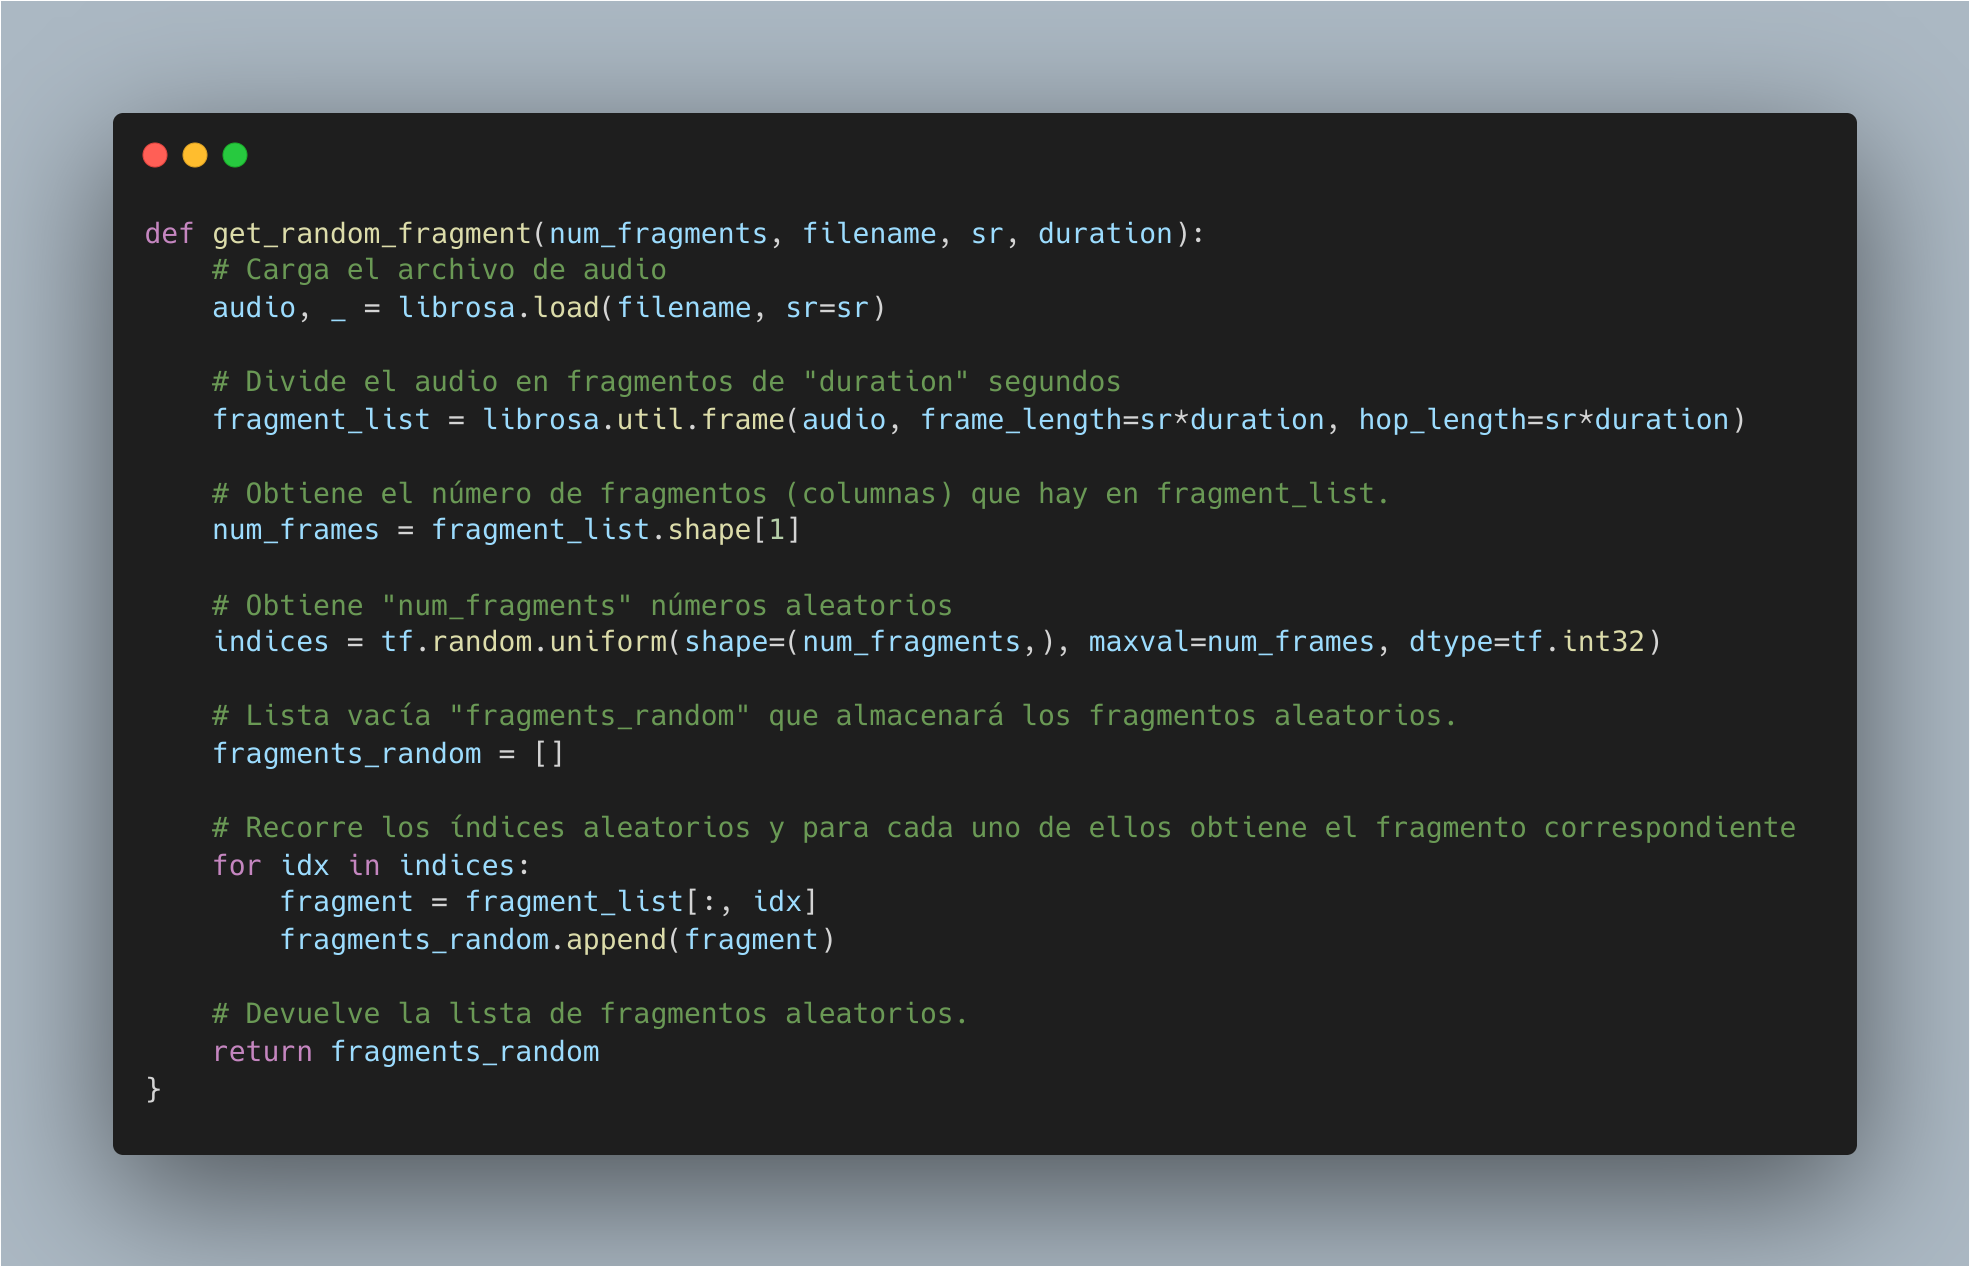 def get_random_fragment(num_fragments, filename, sr, duration):
    # Carga el archivo de audio
    audio, _ = librosa.load(filename, sr=sr)

    # Divide el audio en fragmentos de "duration" segundos
    fragment_list = librosa.util.frame(audio, frame_length=sr*duration, hop_length=sr*duration)

    # Obtiene el número de fragmentos (columnas) que hay en fragment_list.
    num_frames = fragment_list.shape[1]

    # Obtiene "num_fragments" números aleatorios
    indices = tf.random.uniform(shape=(num_fragments,), maxval=num_frames, dtype=tf.int32)

    # Lista vacía "fragments_random" que almacenará los fragmentos aleatorios.
    fragments_random = []

    # Recorre los índices aleatorios y para cada uno de ellos obtiene el fragmento correspondiente
    for idx in indices:
        fragment = fragment_list[:, idx]
        fragments_random.append(fragment)

    # Devuelve la lista de fragmentos aleatorios.
    return fragments_random
}